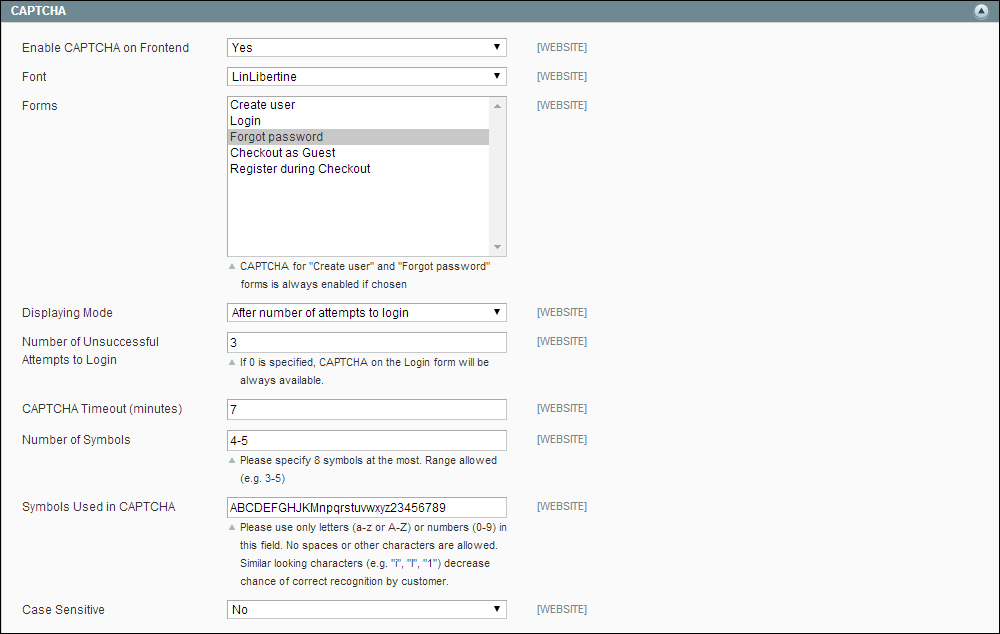 CAPTCHA
Enable CAPTCHA on Frontend Yes [WEBSITE]
Font LinLibertine [WEBSITE]
Forms Create user [WEBSITE]
Login
Forgot password
Checkout as Guest
Register during Checkout
CAPTCHA for "Create user" and "Forgot password"
forms is always enabled if chosen
Displaying Mode After number of attempts to login [WEBSITE]
Number of Unsuccessful 3 [WEBSITE]
Attempts to Login
If 0 is specified, CAPTCHA on the Login form will be
always available.
CAPTCHA Timeout (minutes) 7 [WEBSITE]
Number of Symbols 4-5 [WEBSITE]
Please specify 8 symbols at the most. Range allowed
(e.g. 3-5)
Symbols Used in CAPTCHA ABCDEFGHJKMnpqrstuvwxyz23456789 [WEBSITE]
Please use only letters (a-z or A-Z) or numbers (0-9) in
this field. No spaces or other characters are allowed.
Similar looking characters (e.g. "i", "l", "1") decrease
chance of correct recognition by customer.
Case Sensitive No [WEBSITE]